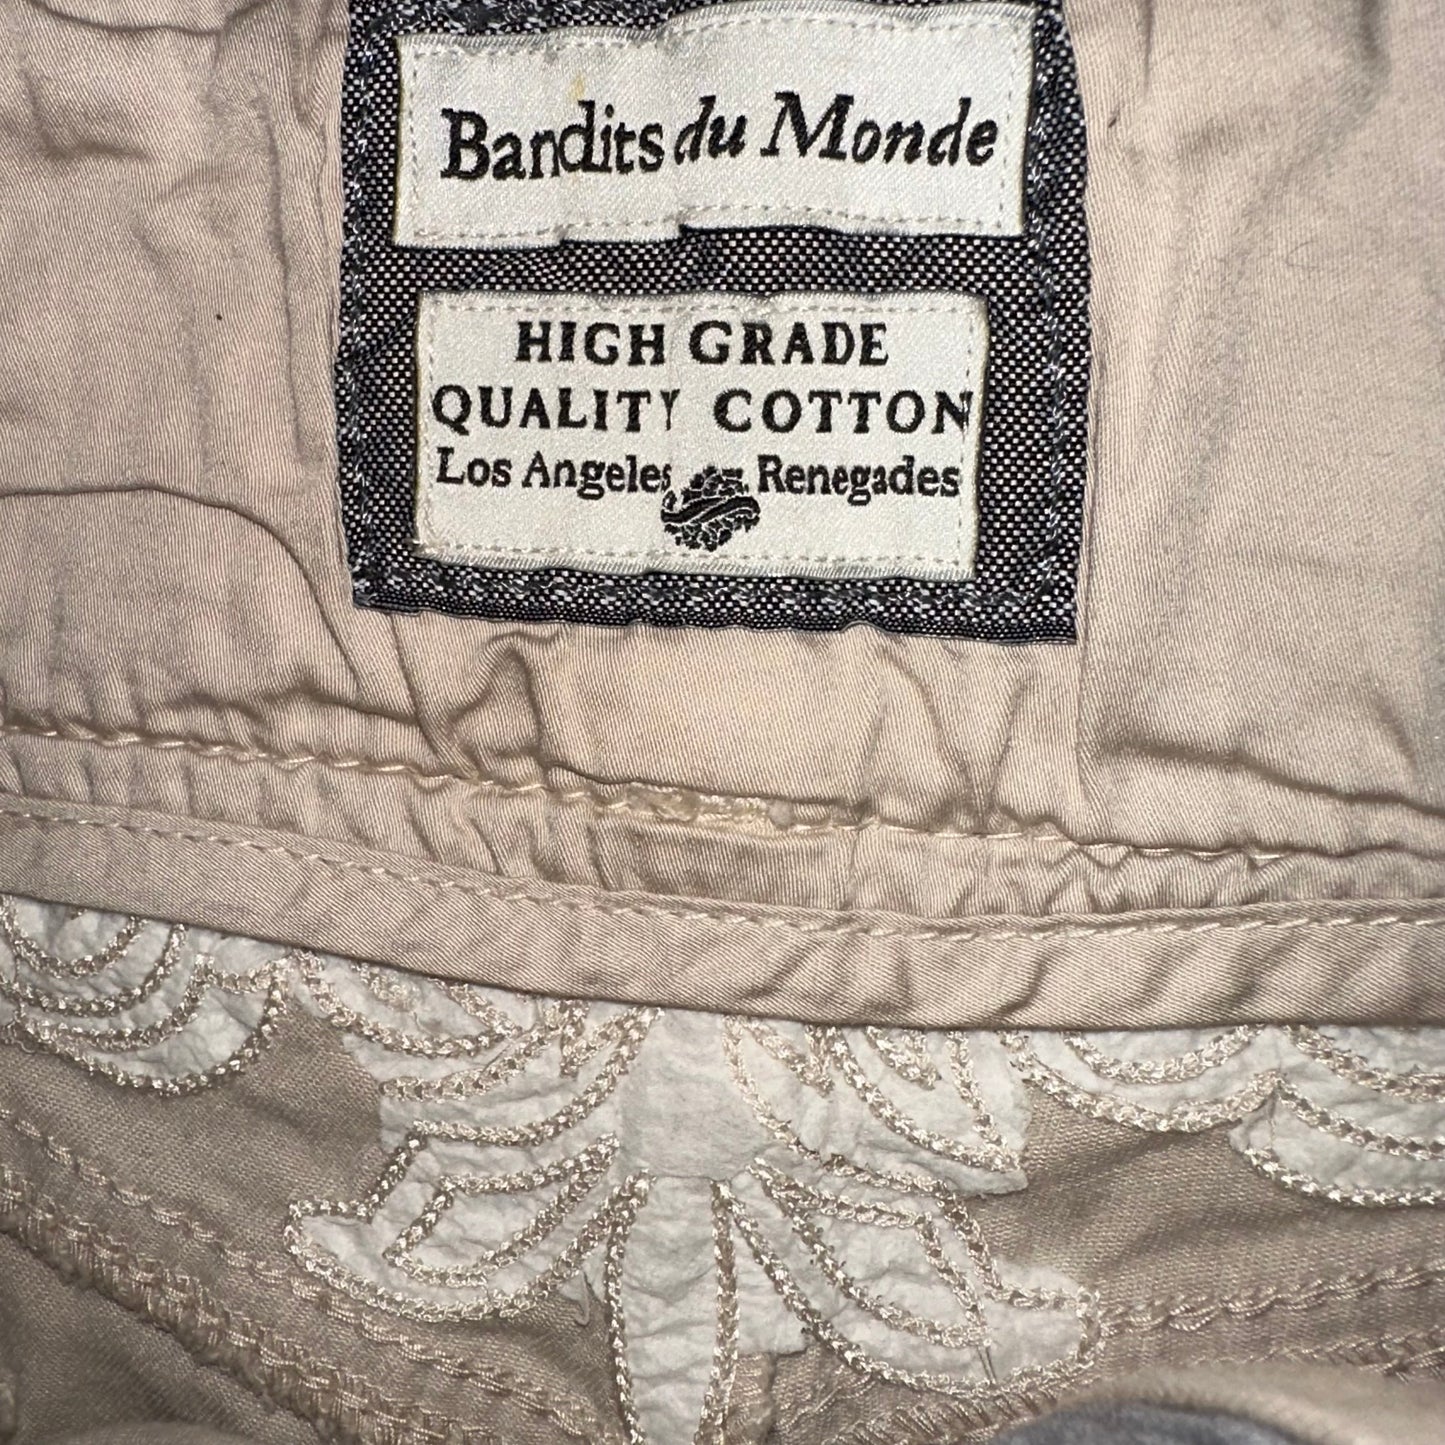 Bandits du Monde
HIGH GRADE
QUALITY COTTON
Los Angeles Renegades